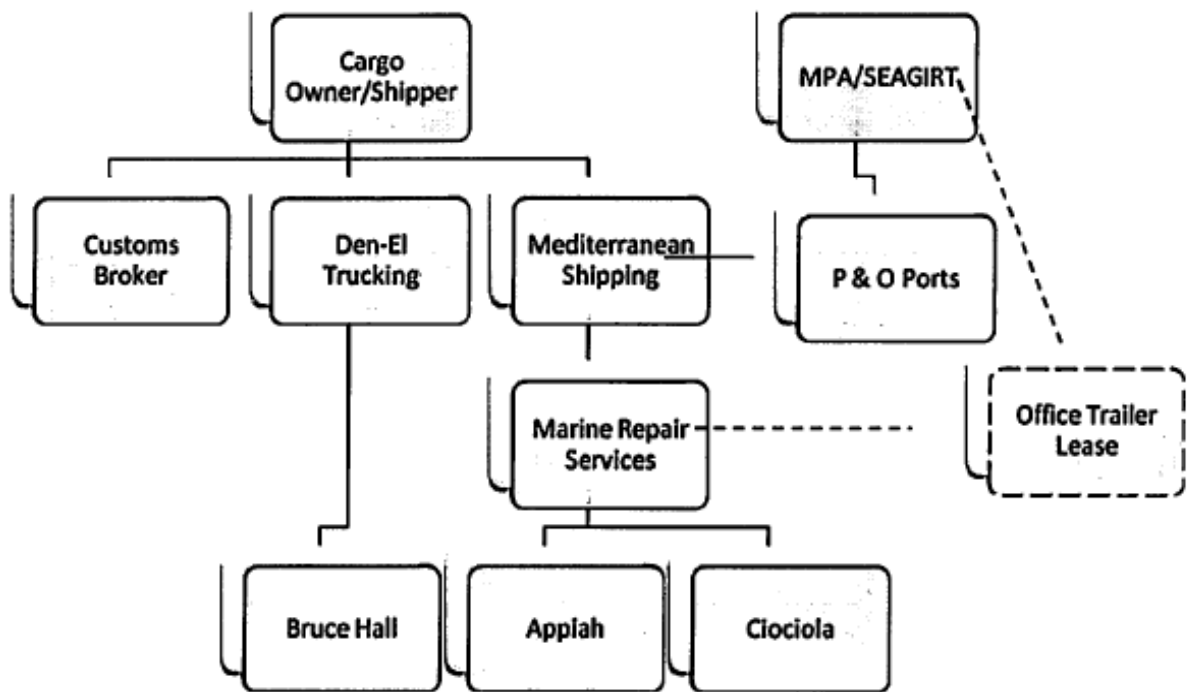 Cargo
Owner/Shipper
MPA/SEAGIRT
Customs
Broker
Den-El
Trucking
Mediterranean
Shipping
P & O Ports
Marine Repair
Services
Office Trailer
Lease
Bruce Hall
Appiah
Ciociola